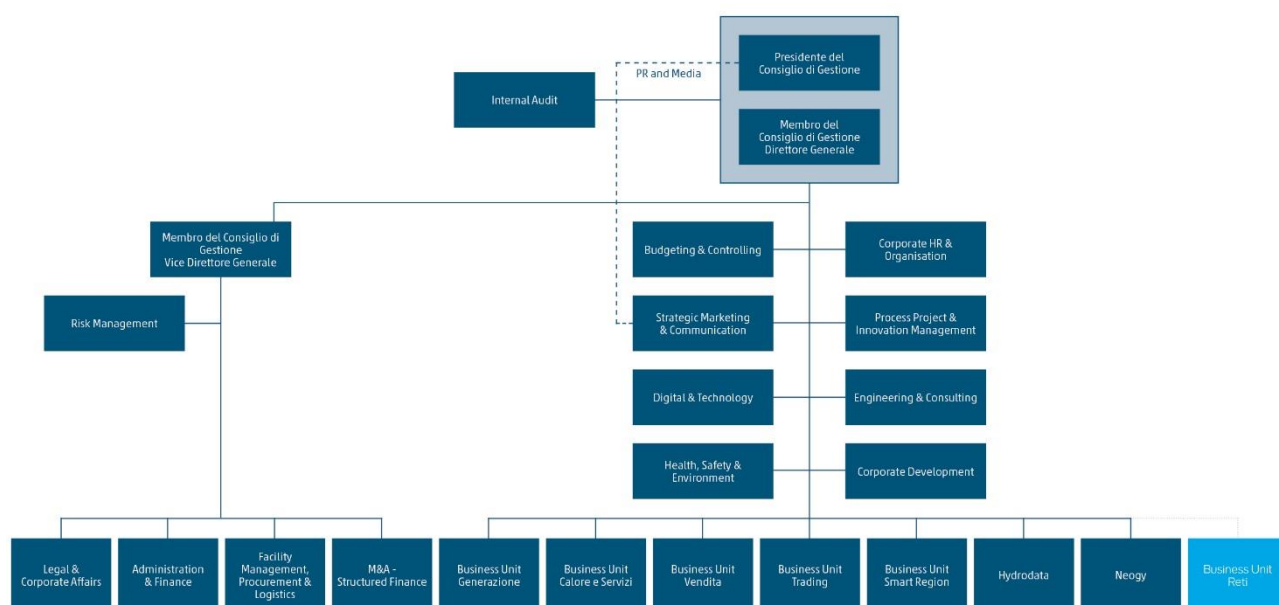 Presidente del
Consiglio di Gestione
PR and Media
Internal Audit
Membro del
Consiglio di Gestione
Direttore Generale
Membro del Consiglio di
Gestione
Vice Direttore Generale
Budgeting & Controlling
Corporate HR &
Organisation
Risk Management
Strategic Marketing
& Communication
Process Project &
Innovation Management
Digital & Technology
Engineering & Consulting
Health, Safety &
Environment
Corporate Development
Legal &
Corporate Affairs
Administration
& Finance
Facility
Management,
Procurement &
Logistics
M&A -
Structured Finance
Business Unit
Generazione
Business Unit
Calore e Servizi
Business Unit
Vendita
Business Unit
Trading
Business Unit
Smart Region
Hydrodata
Neogy
Business Unit
Reti